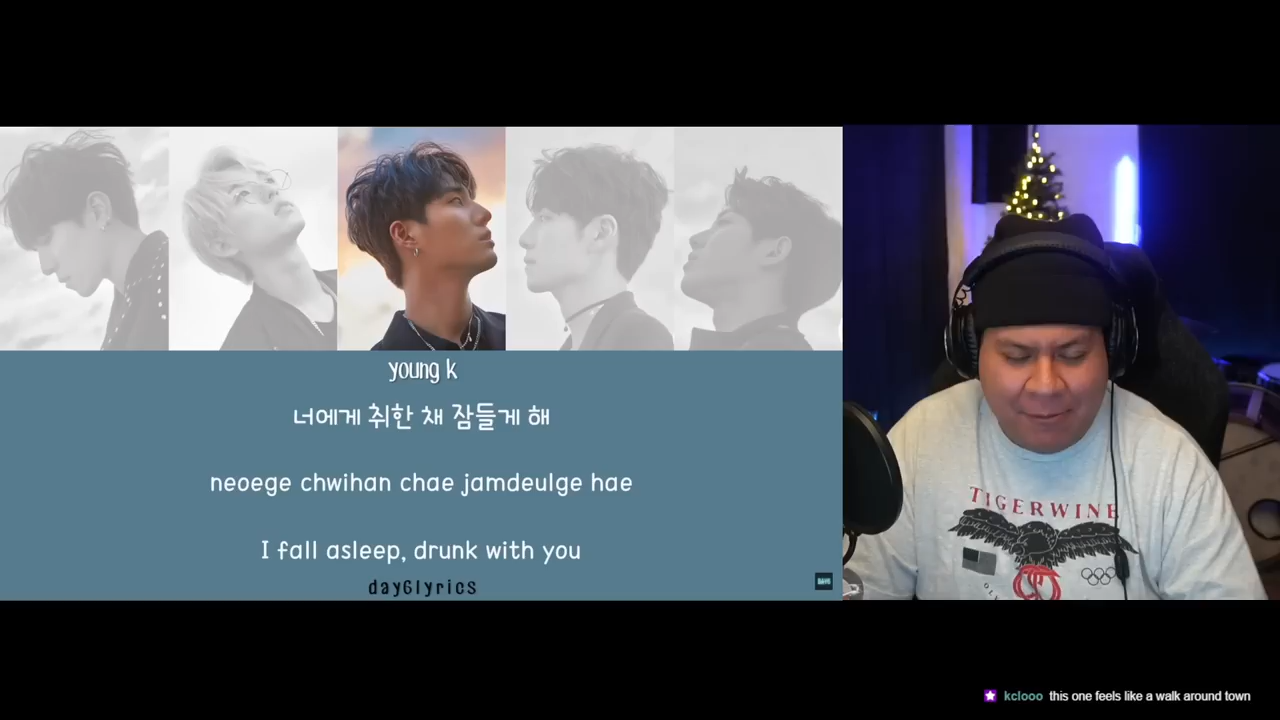 young k
너에게 취한 채 잠들게 해
neoege chwihan chae jamdeulge hae
I fall asleep, drunk with you
day6lyrics
TIGERWINE
kclooo this one feels like a walk around town